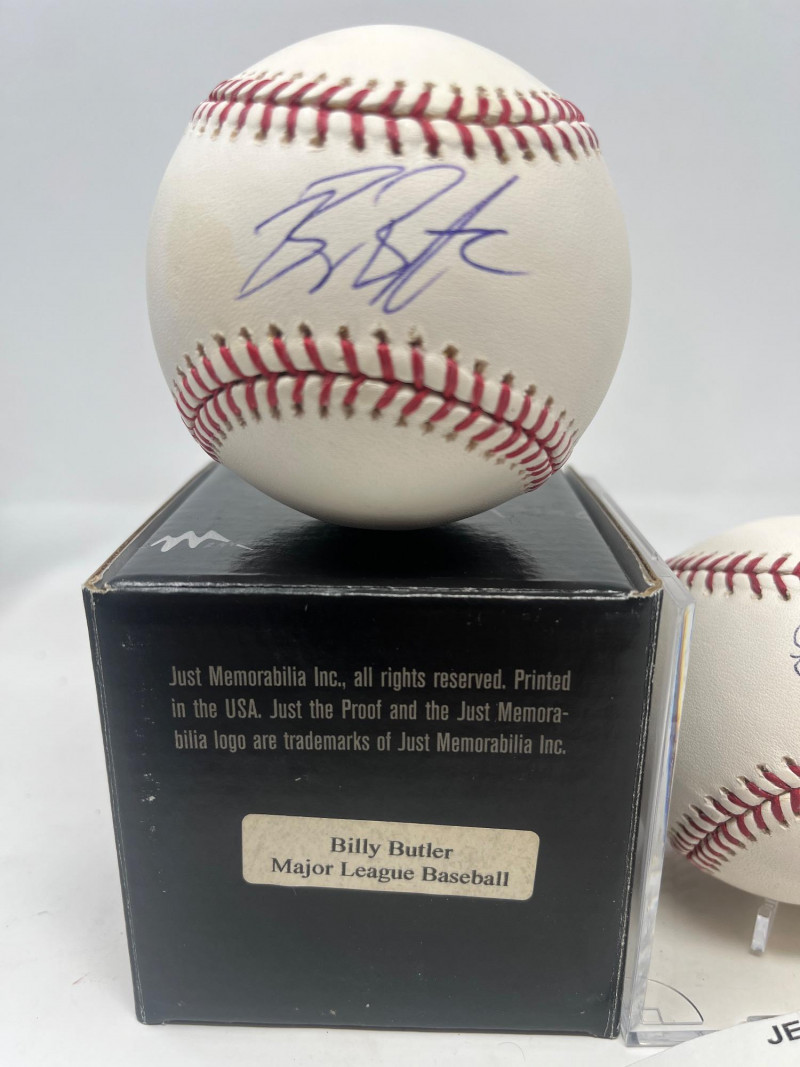 Just Memorabilia Inc., all rights reserved. Printed
in the USA. Just the Proof and the Just Memora-
bilia logo are trademarks of Just Memorabilia Inc.
Billy Butler
Major League Baseball
JE